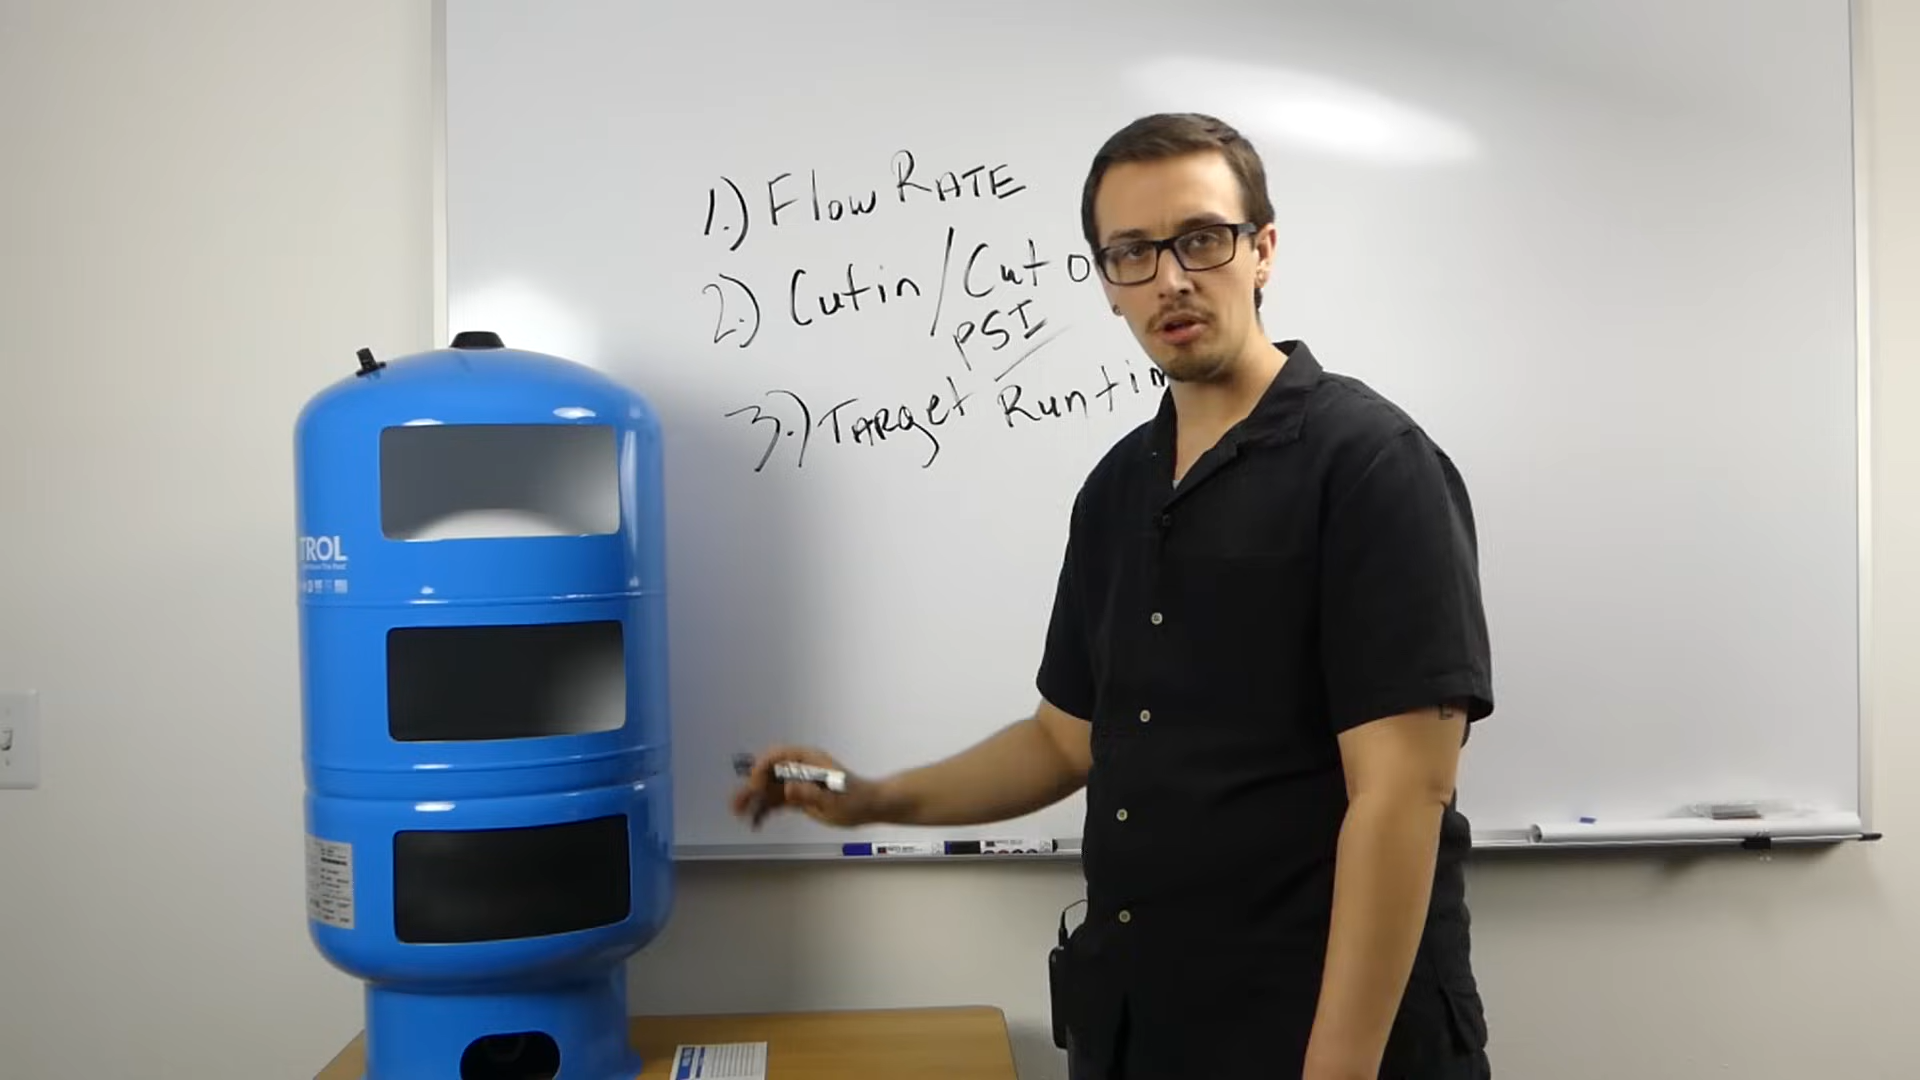 1.) Flow RATE
2.) Cutin/Cut o
PSI
3.) TARget Runtim
TROL